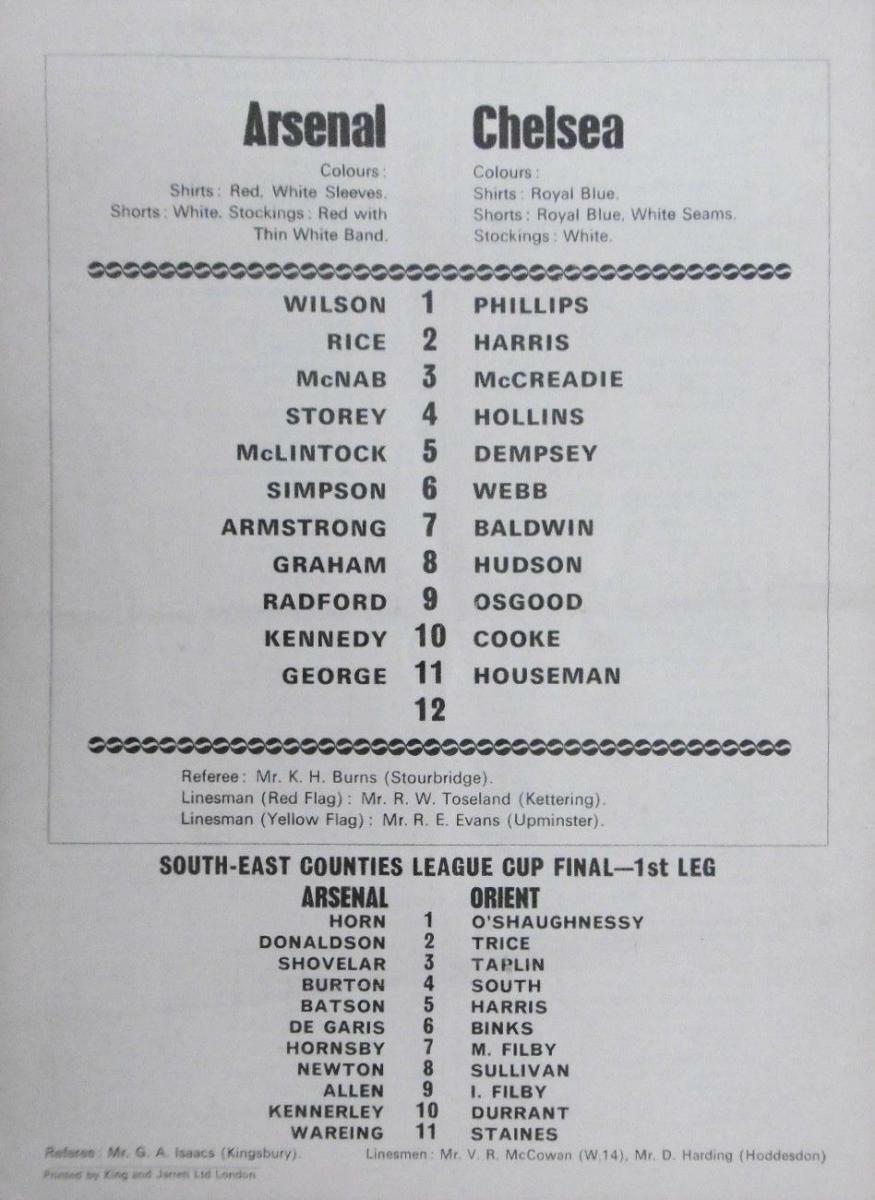 Arsenal Chelsea
Colours: Colours:
Shirts: Red, White Sleeves. Shirts: Royal Blue.
Shorts: White. Stockings: Red with Shorts: Royal Blue, White Seams.
Thin White Band. Stockings: White.
WILSON 1 PHILLIPS
RICE 2 HARRIS
McNAB 3 McCREADIE
STOREY 4 HOLLINS
McLINTOCK 5 DEMPSEY
SIMPSON 6 WEBB
ARMSTRONG 7 BALDWIN
GRAHAM 8 HUDSON
RADFORD 9 OSGOOD
KENNEDY 10 COOKE
GEORGE 11 HOUSEMAN
12
Referee: Mr. K. H. Burns (Stourbridge).
Linesman (Red Flag): Mr. R. W. Toseland (Kettering).
Linesman (Yellow Flag): Mr. R. E. Evans (Upminster).
SOUTH-EAST COUNTIES LEAGUE CUP FINAL—1st LEG
ARSENAL ORIENT
HORN 1 O'SHAUGHNESSY
DONALDSON 2 TRICE
SHOVELAR 3 TAPLIN
BURTON 4 SOUTH
BATSON 5 HARRIS
DE GARIS 6 BINKS
HORNSBY 7 M. FILBY
NEWTON 8 SULLIVAN
ALLEN 9 I. FILBY
KENNERLEY 10 DURRANT
WAREING 11 STAINES
Referee: Mr. G. A. Isaacs (Kingsbury). Linesmen: Mr. V. R. McCowan (W.14), Mr. D. Harding (Hoddesdon)
Printed by King and Jarrett Ltd London